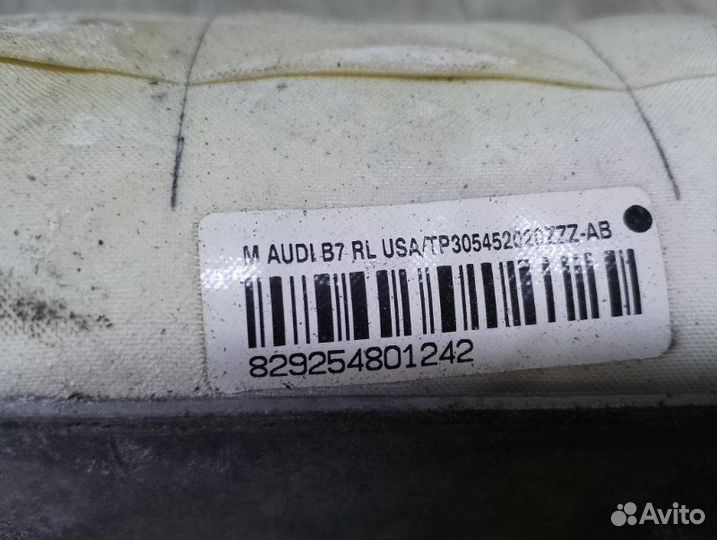 M AUDI B7 RL USA/TP305452020ZZZ-AB
829254801242
Avito